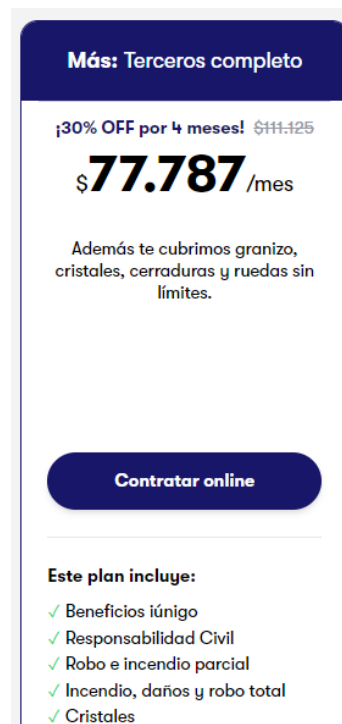 Más: Terceros completo
¡30% OFF por 4 meses! $111.125
$77.787/mes
Además te cubrimos granizo,
cristales, cerraduras y ruedas sin
límites.
Contratar online
Este plan incluye:
✓ Beneficios iúnigo
✓ Responsabilidad Civil
✓ Robo e incendio parcial
✓ Incendio, daños y robo total
✓ Cristales